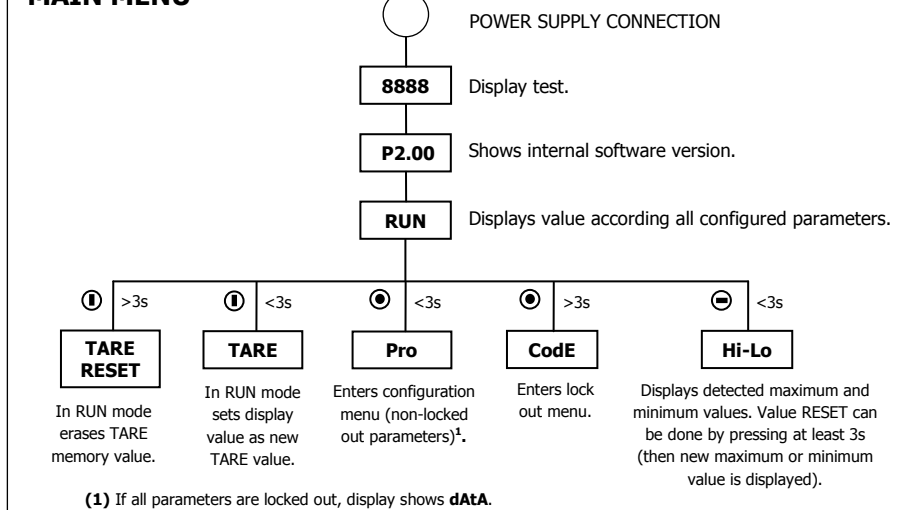 MAIN MENU
POWER SUPPLY CONNECTION
8888
Display test.
P2.00
Shows internal software version.
RUN
Displays value according all configured parameters.
>3s
<3s
<3s
>3s
<3s
TARE
RESET
TARE
Pro
CodE
Hi-Lo
In RUN mode
erases TARE
memory value.
In RUN mode
sets display
value as new
TARE value.
Enters configuration
menu (non-locked
out parameters)¹.
Enters lock
out menu.
Displays detected maximum and
minimum values. Value RESET can
be done by pressing at least 3s
(then new maximum or minimum
value is displayed).
(1) If all parameters are locked out, display shows dAtA.